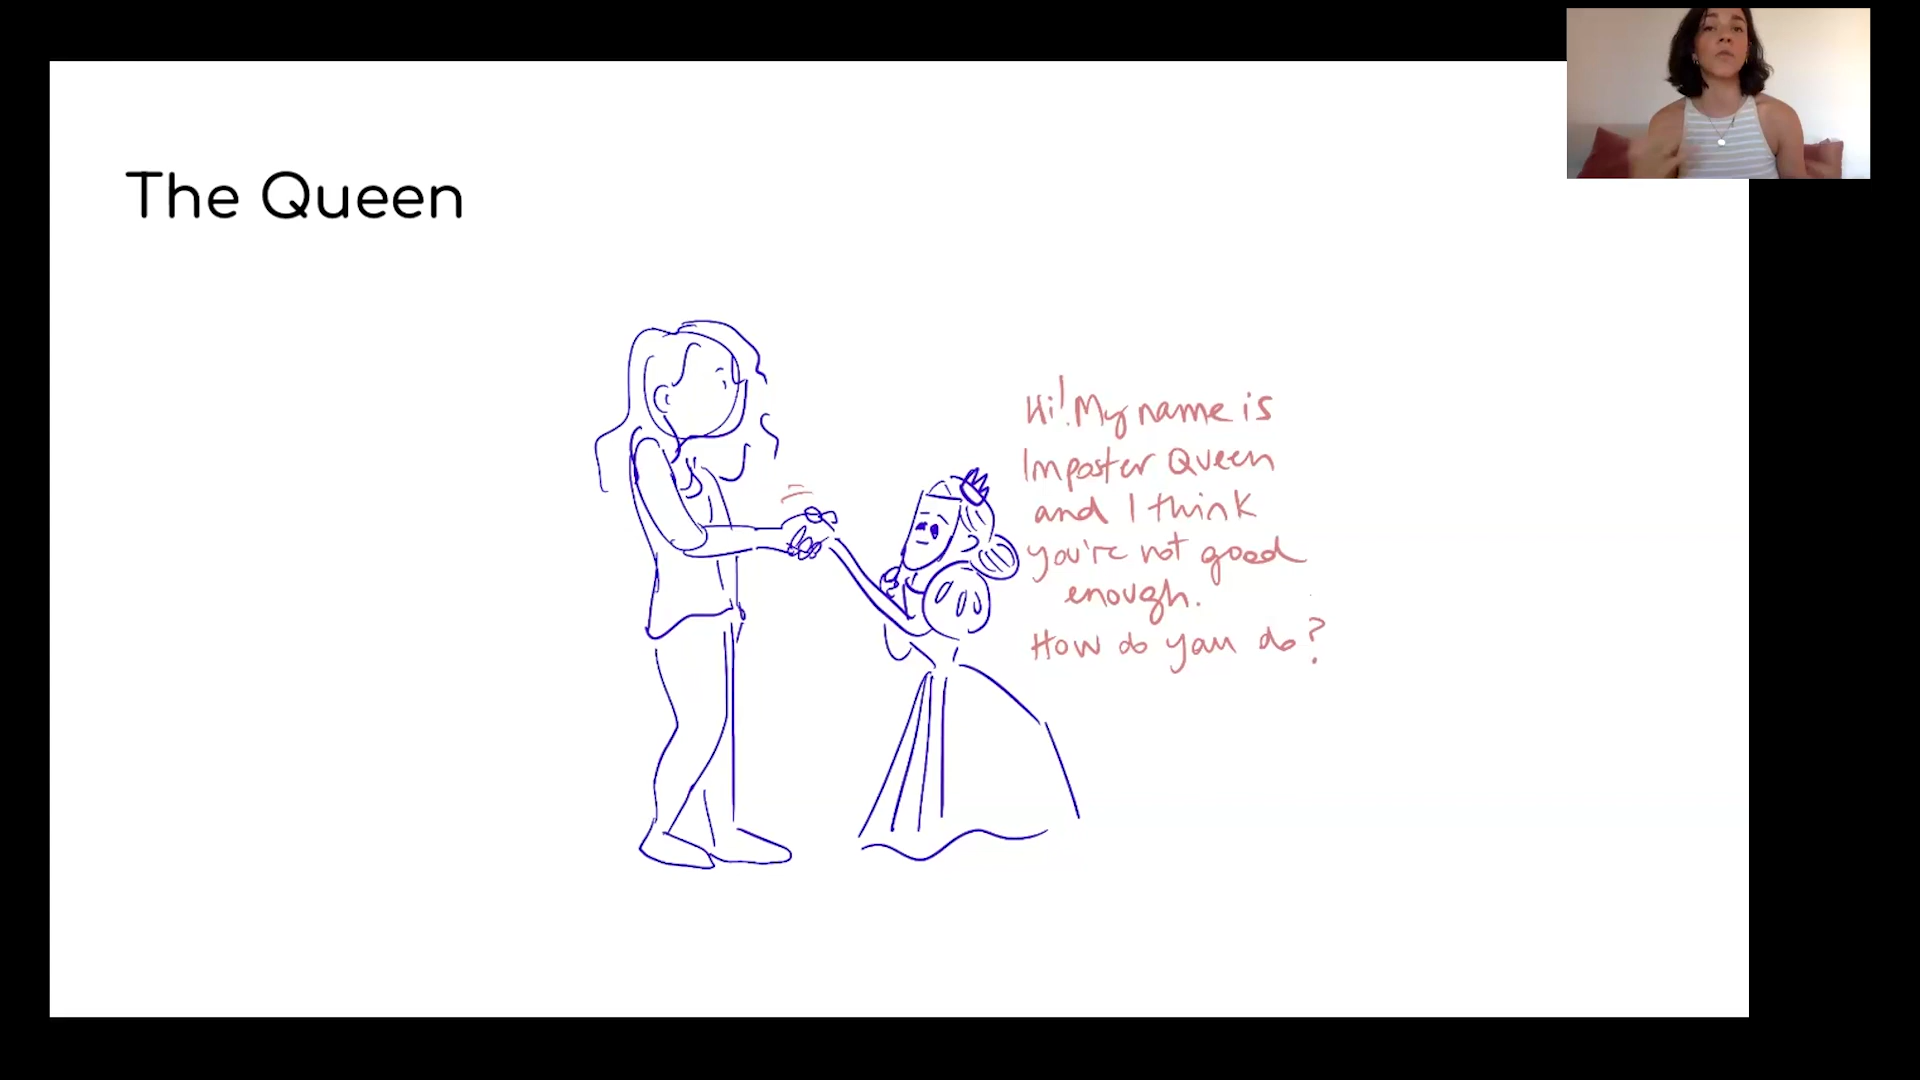 The Queen
Hi! My name is
Imposter Queen
and I think
you're not good
enough.
How do you do?